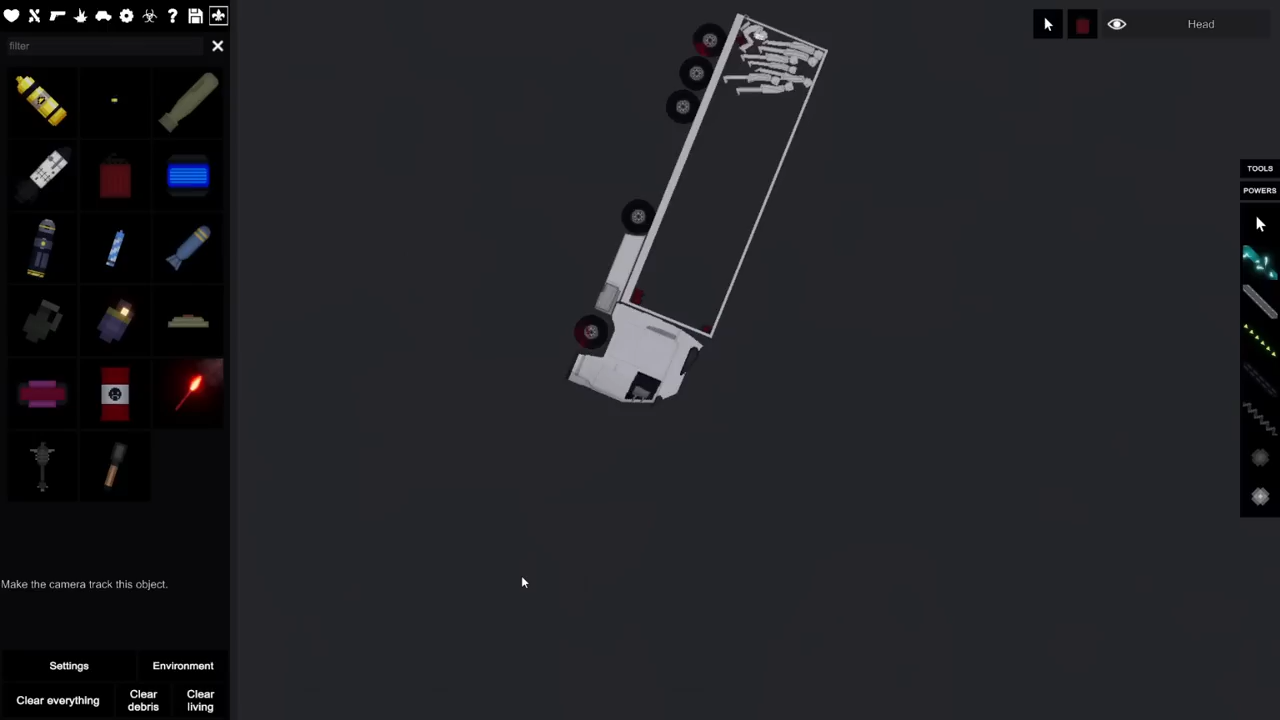 Head
filter
TOOLS
POWERS
Make the camera track this object.
Settings
Environment
Clear everything
Clear
debris
Clear
living